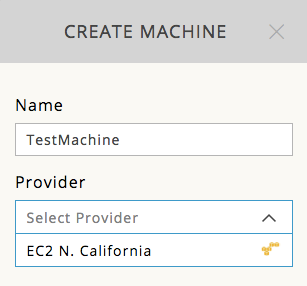 CREATE MACHINE
Name
TestMachine
Provider
Select Provider
EC2 N. California